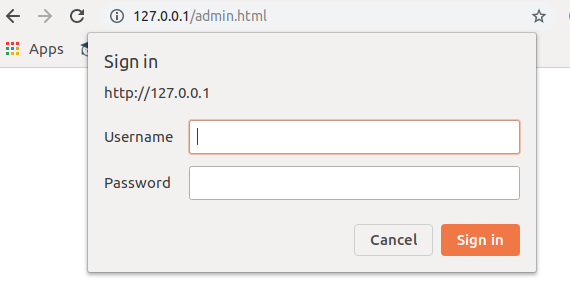 127.0.0.1/admin.html
Apps
Sign in
http://127.0.0.1
Username
Password
Cancel
Sign in